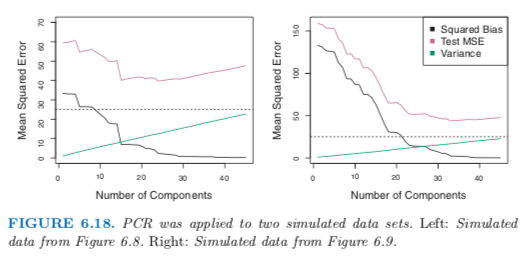 Mean Squared Error
0 10 20 30 40 50 60 70
0 10 20 30 40
Number of Components
Mean Squared Error
0 50 100 150
0 10 20 30 40
Number of Components
Squared Bias
Test MSE
Variance
FIGURE 6.18. PCR was applied to two simulated data sets. Left: Simulated
data from Figure 6.8. Right: Simulated data from Figure 6.9.